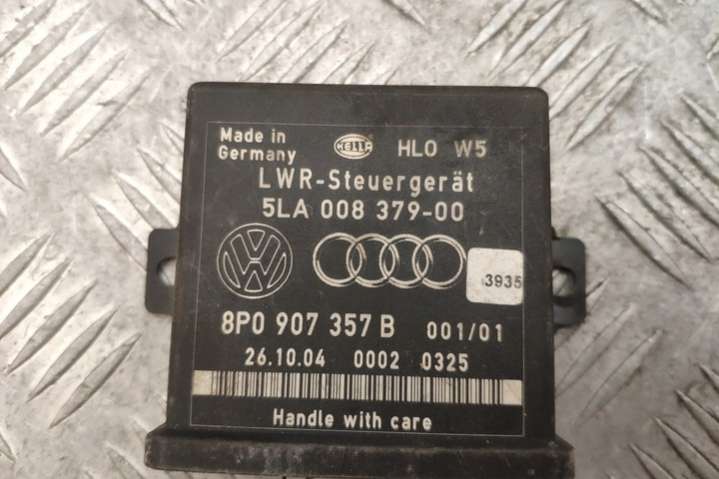 Made in
Germany
HELLA
HLO W5
LWR-Steuergerät
5LA 008 379-00
3935
8P0 907 357 B 001/01
26.10.04 0002 0325
Handle with care